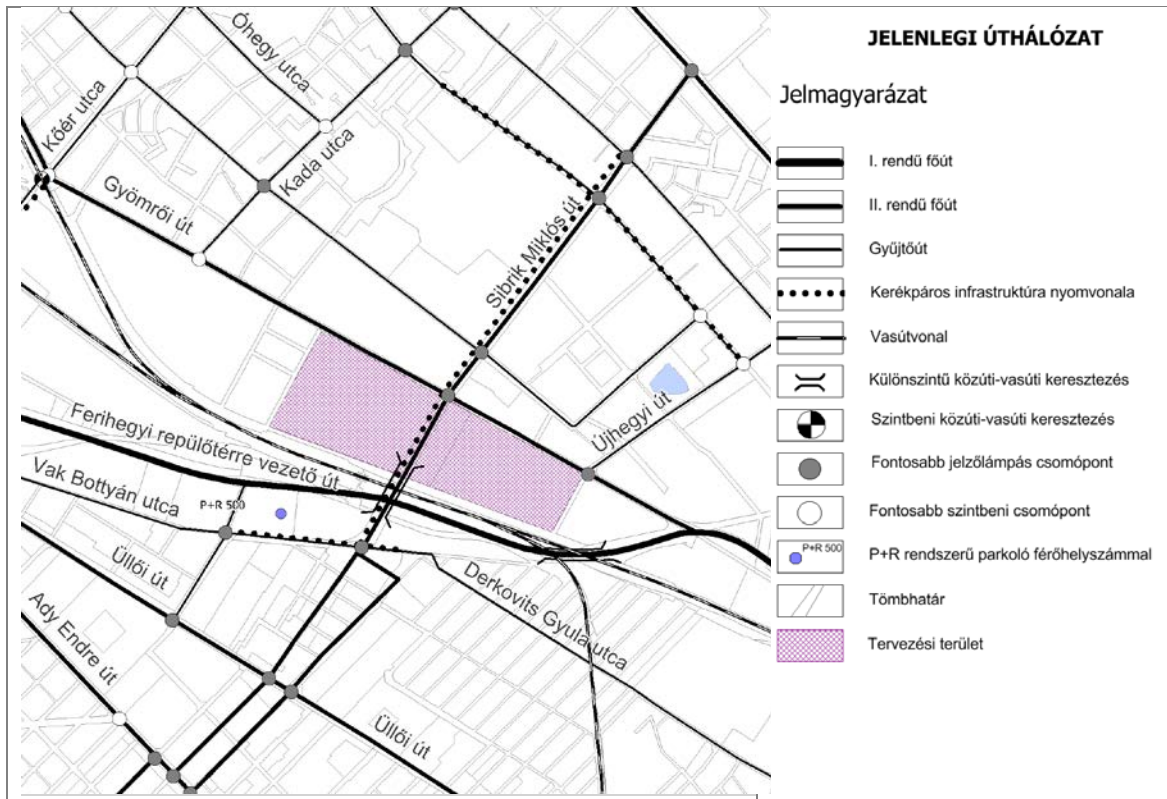 JELENLEGI ÚTHÁLÓZAT
Jelmagyarázat
I. rendű főút
II. rendű főút
Gyűjtőút
Kerékpáros infrastruktúra nyomvonala
Vasútvonal
Különszintű közúti-vasúti keresztezés
Szintbeni közúti-vasúti keresztezés
Fontosabb jelzőlámpás csomópont
Fontosabb szintbeni csomópont
P+R 500
P+R rendszerű parkoló férőhelyszámmal
Tömbhatár
Tervezési terület
Óhegy utca
Kőér utca
Kada utca
Gyömrői út
Sibrik Miklós út
Újhegyi út
Ferihegyi repülőtérre vezető út
Vak Bottyán utca
P+R 500
Üllői út
Ady Endre út
Derkovits Gyula utca
Üllői út